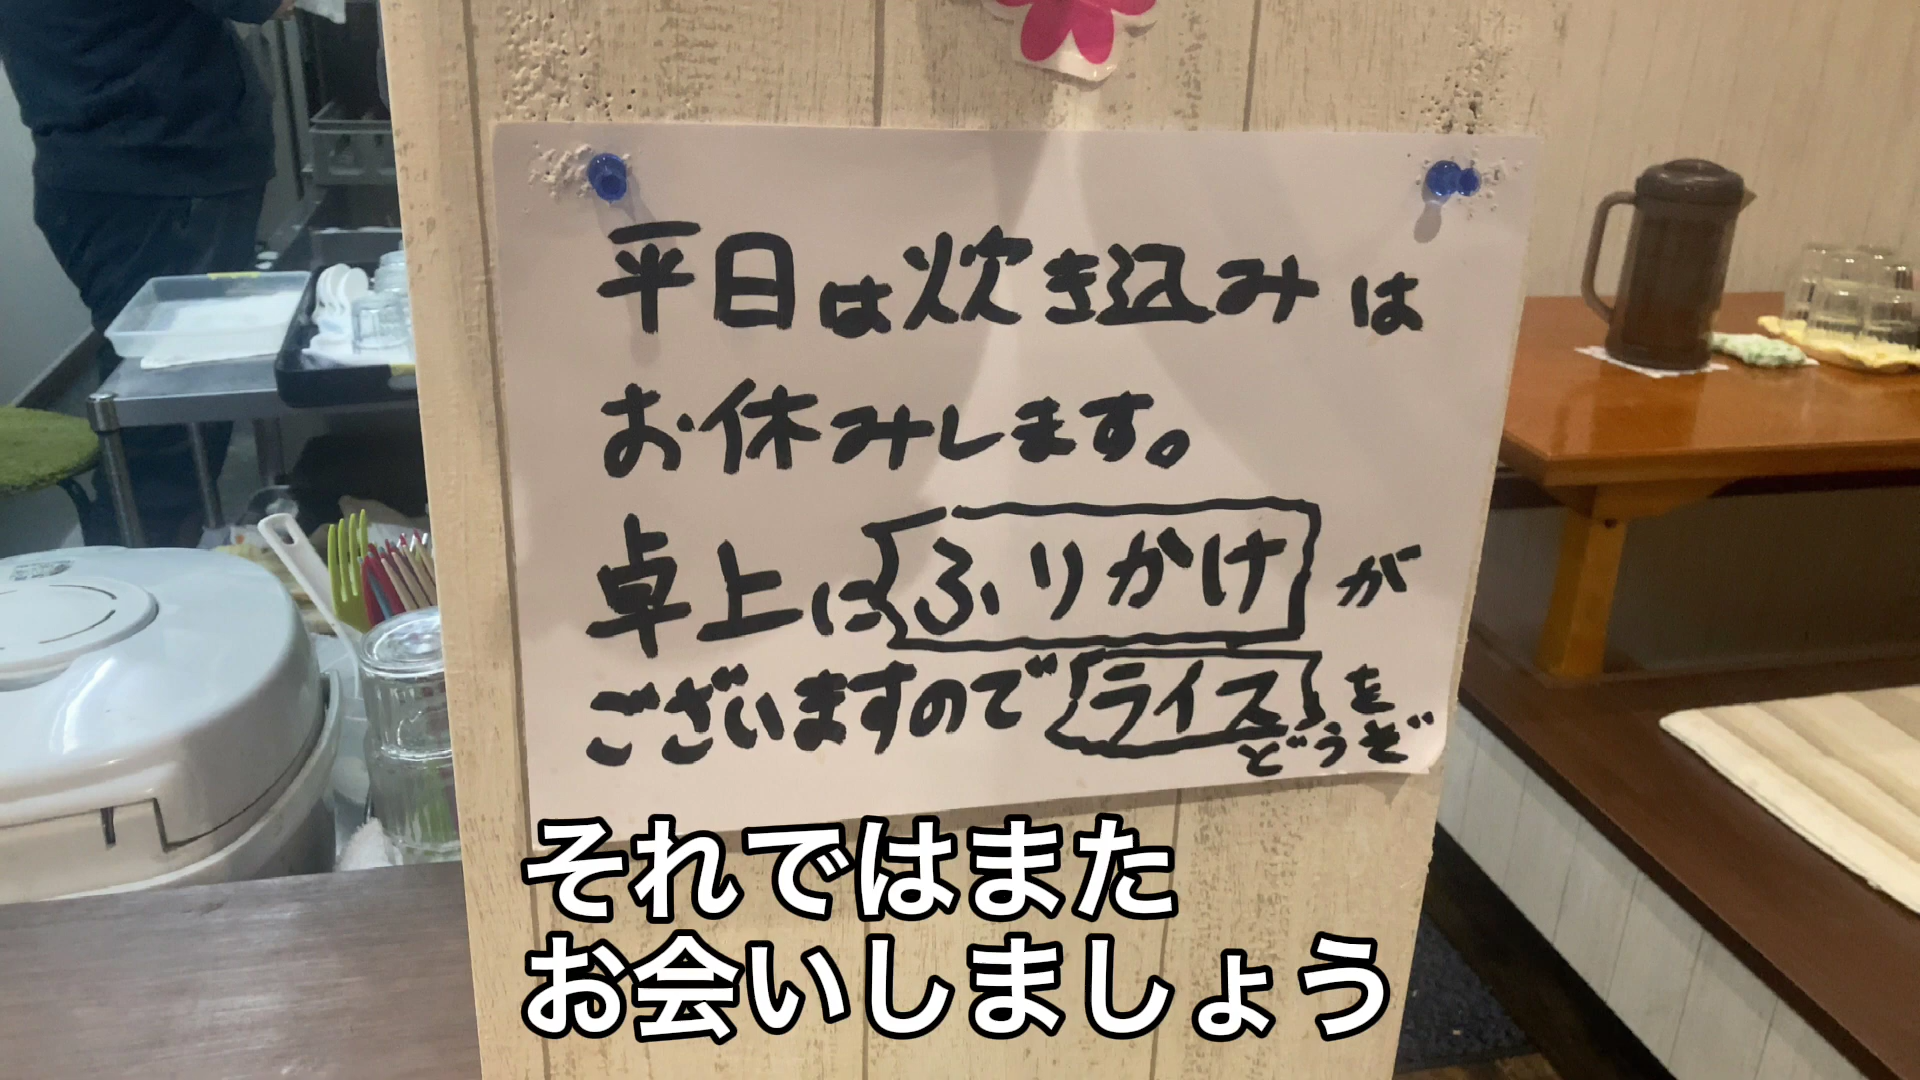 平日は炊き込みは
お休みします。
卓上にふりかけが
ございますのでライスを
どうぞ
それではまた
お会いしましょう